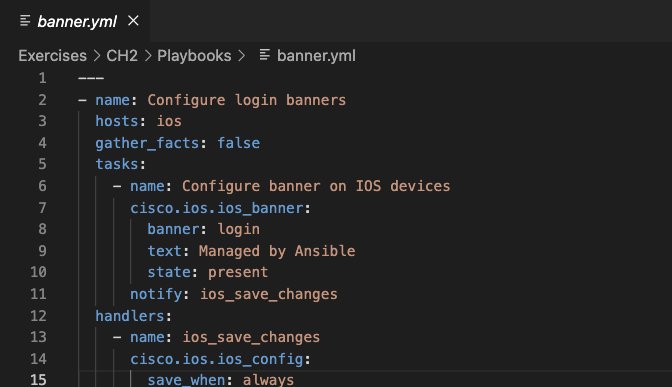 banner.yml ×
Exercises > CH2 > Playbooks > banner.yml
1 ---
2 - name: Configure login banners
3 hosts: ios
4 gather_facts: false
5 tasks:
6 - name: Configure banner on IOS devices
7 cisco.ios.ios_banner:
8 banner: login
9 text: Managed by Ansible
10 state: present
11 notify: ios_save_changes
12 handlers:
13 - name: ios_save_changes
14 cisco.ios.ios_config:
15 save_when: always